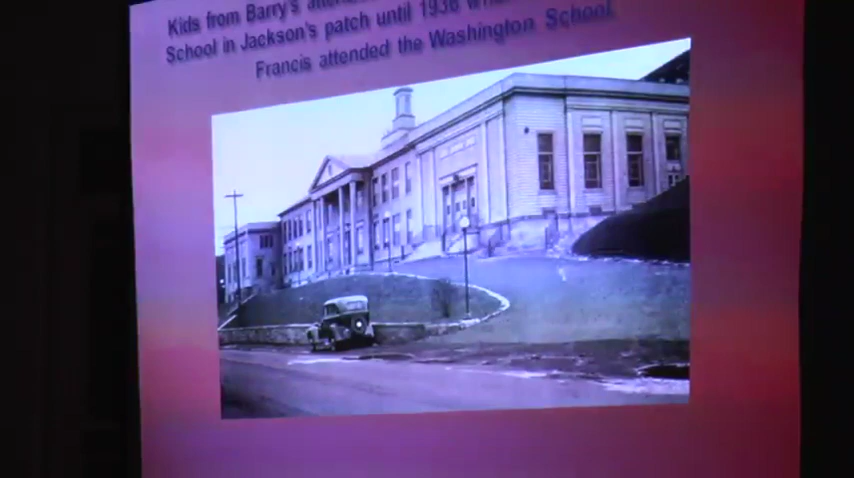 Kids from Barry's
School in Jackson's patch until 1936
Francis attended the Washington School